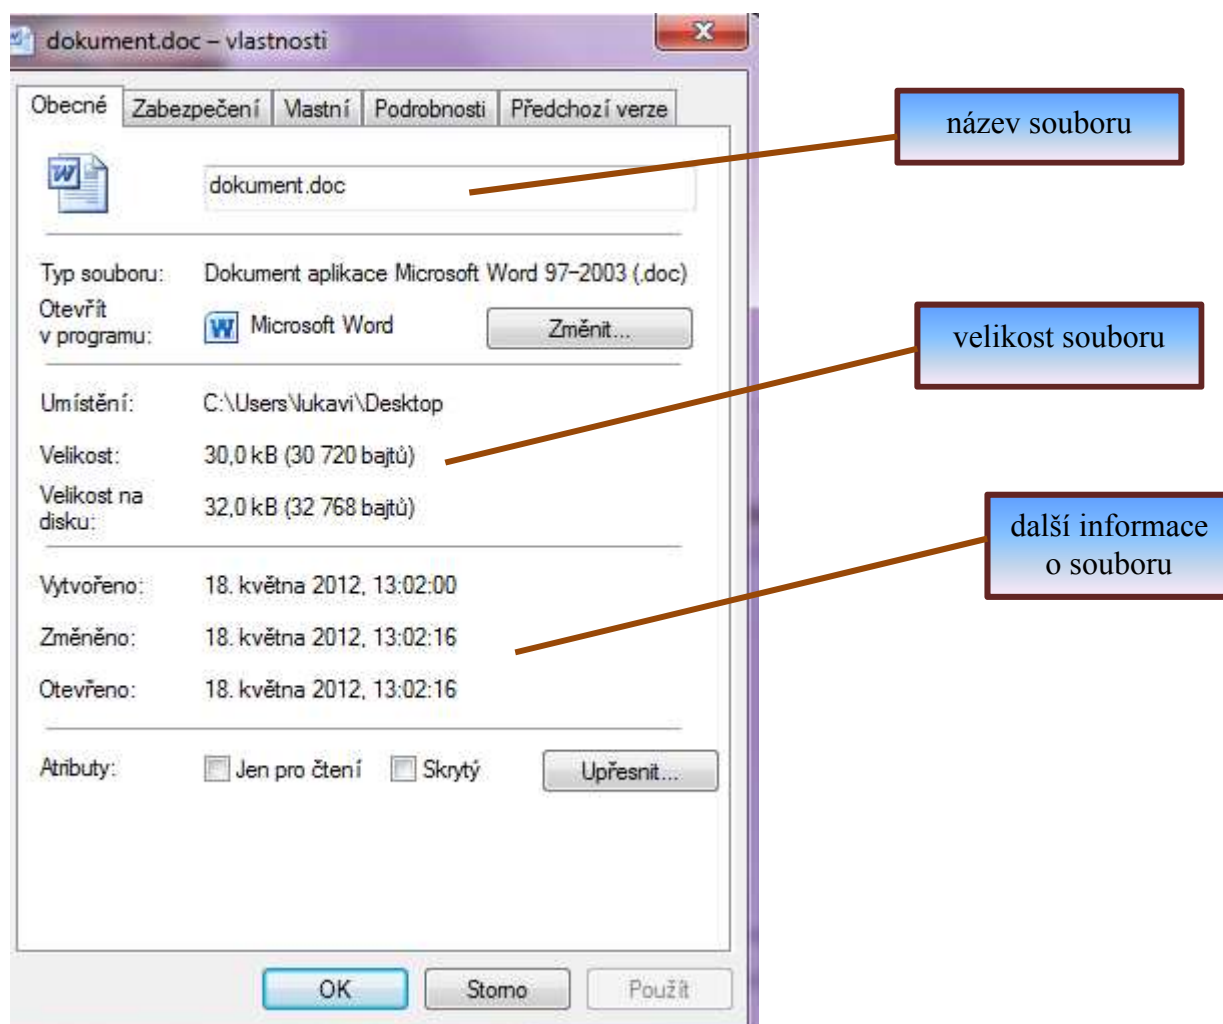 dokument.doc – vlastnosti
Obecné Zabezpečení Vlastní Podrobnosti Předchozí verze
název souboru
dokument.doc
Typ souboru: Dokument aplikace Microsoft Word 97–2003 (.doc)
Otevřít
v programu: Microsoft Word Změnit...
velikost souboru
Umístění: C:\Users\lukavi\Desktop
Velikost: 30,0 kB (30 720 bajtů)
Velikost na
disku: 32,0 kB (32 768 bajtů)
další informace
o souboru
Vytvořeno: 18. května 2012, 13:02:00
Změněno: 18. května 2012, 13:02:16
Otevřeno: 18. května 2012, 13:02:16
Atributy: Jen pro čtení Skrytý Upřesnit...
OK Storno Použít